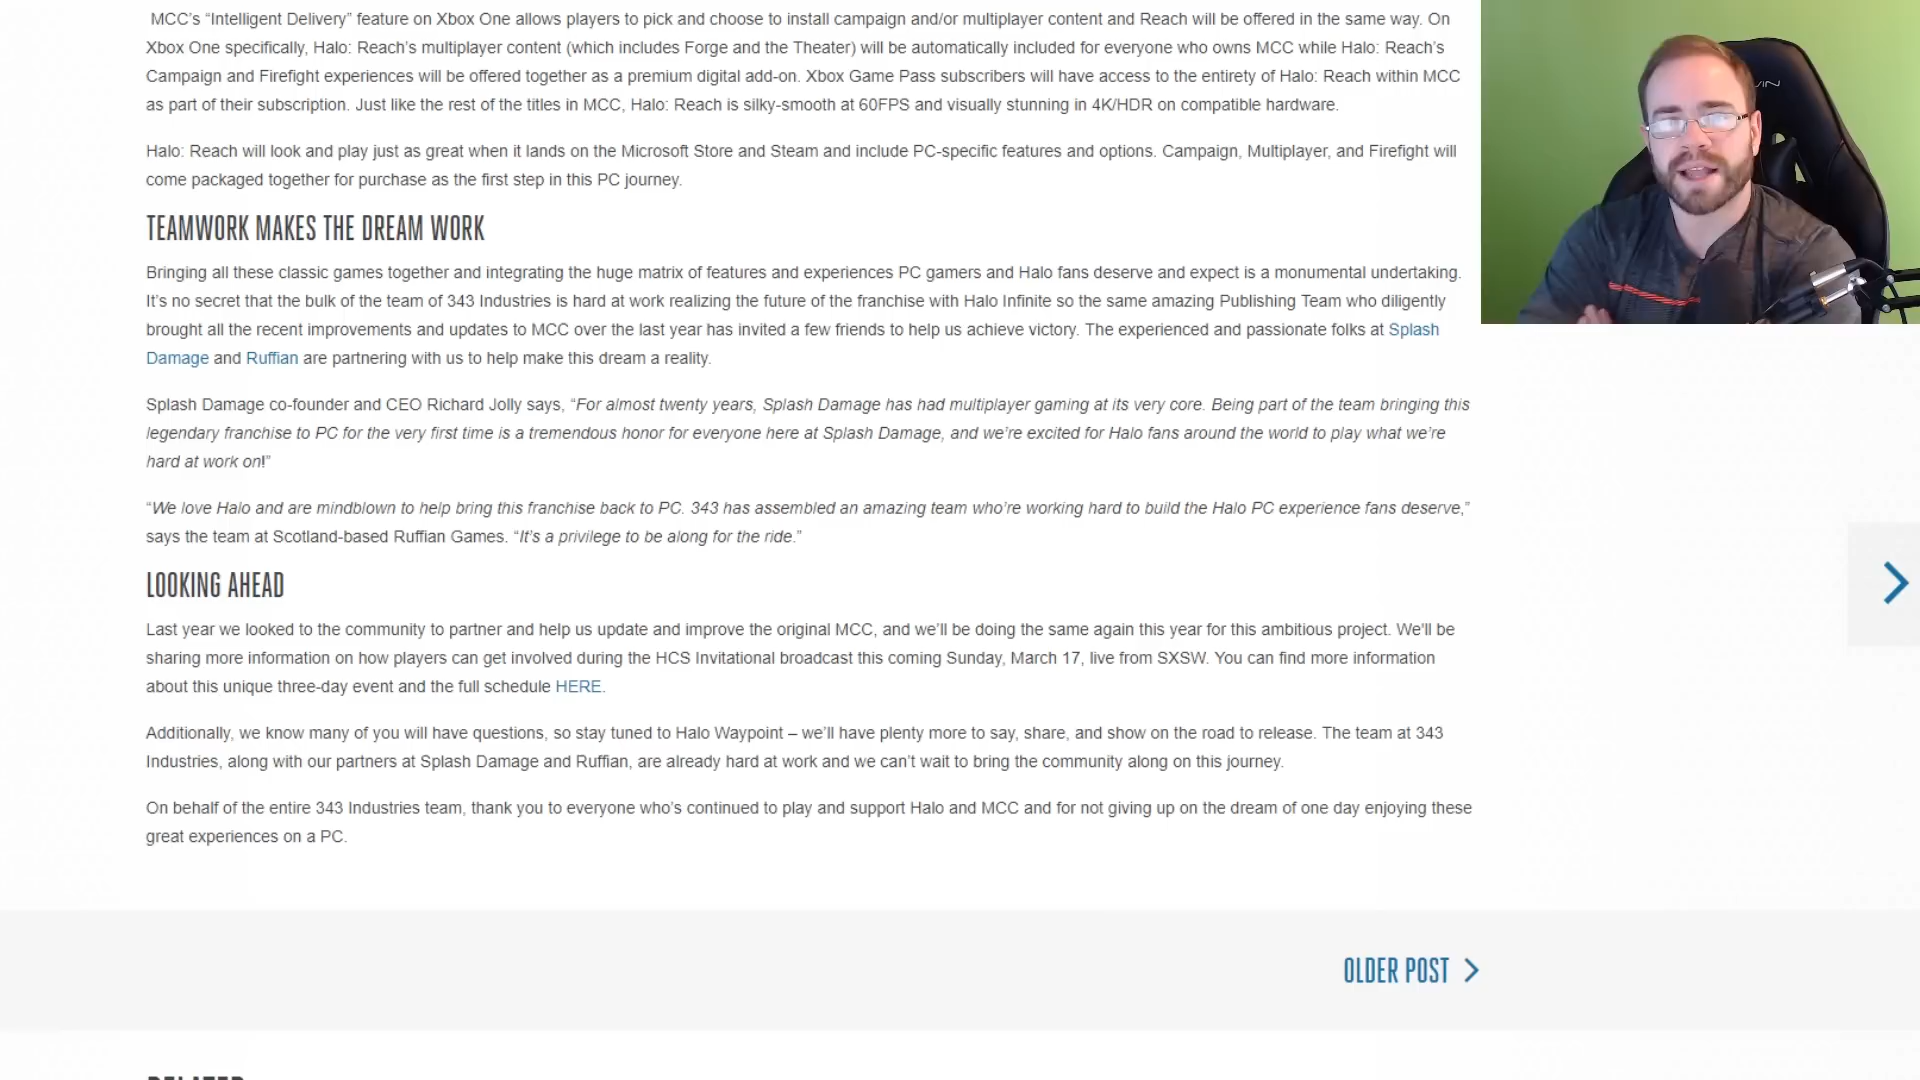 MCC’s “Intelligent Delivery” feature on Xbox One allows players to pick and choose to install campaign and/or multiplayer content and Reach will be offered in the same way. On
Xbox One specifically, Halo: Reach’s multiplayer content (which includes Forge and the Theater) will be automatically included for everyone who owns MCC while Halo: Reach’s
Campaign and Firefight experiences will be offered together as a premium digital add-on. Xbox Game Pass subscribers will have access to the entirety of Halo: Reach within MCC
as part of their subscription. Just like the rest of the titles in MCC, Halo: Reach is silky-smooth at 60FPS and visually stunning in 4K/HDR on compatible hardware.
Halo: Reach will look and play just as great when it lands on the Microsoft Store and Steam and include PC-specific features and options. Campaign, Multiplayer, and Firefight will
come packaged together for purchase as the first step in this PC journey.
TEAMWORK MAKES THE DREAM WORK
Bringing all these classic games together and integrating the huge matrix of features and experiences PC gamers and Halo fans deserve and expect is a monumental undertaking.
It’s no secret that the bulk of the team of 343 Industries is hard at work realizing the future of the franchise with Halo Infinite so the same amazing Publishing Team who diligently
brought all the recent improvements and updates to MCC over the last year has invited a few friends to help us achieve victory. The experienced and passionate folks at Splash
Damage and Ruffian are partnering with us to help make this dream a reality.
Splash Damage co-founder and CEO Richard Jolly says, “For almost twenty years, Splash Damage has had multiplayer gaming at its very core. Being part of the team bringing this
legendary franchise to PC for the very first time is a tremendous honor for everyone here at Splash Damage, and we’re excited for Halo fans around the world to play what we’re
hard at work on!”
“We love Halo and are mindblown to help bring this franchise back to PC. 343 has assembled an amazing team who’re working hard to build the Halo PC experience fans deserve,”
says the team at Scotland-based Ruffian Games. “It’s a privilege to be along for the ride.”
LOOKING AHEAD
Last year we looked to the community to partner and help us update and improve the original MCC, and we’ll be doing the same again this year for this ambitious project. We’ll be
sharing more information on how players can get involved during the HCS Invitational broadcast this coming Sunday, March 17, live from SXSW. You can find more information
about this unique three-day event and the full schedule HERE.
Additionally, we know many of you will have questions, so stay tuned to Halo Waypoint – we’ll have plenty more to say, share, and show on the road to release. The team at 343
Industries, along with our partners at Splash Damage and Ruffian, are already hard at work and we can’t wait to bring the community along on this journey.
On behalf of the entire 343 Industries team, thank you to everyone who’s continued to play and support Halo and MCC and for not giving up on the dream of one day enjoying these
great experiences on a PC.
OLDER POST
RELATED